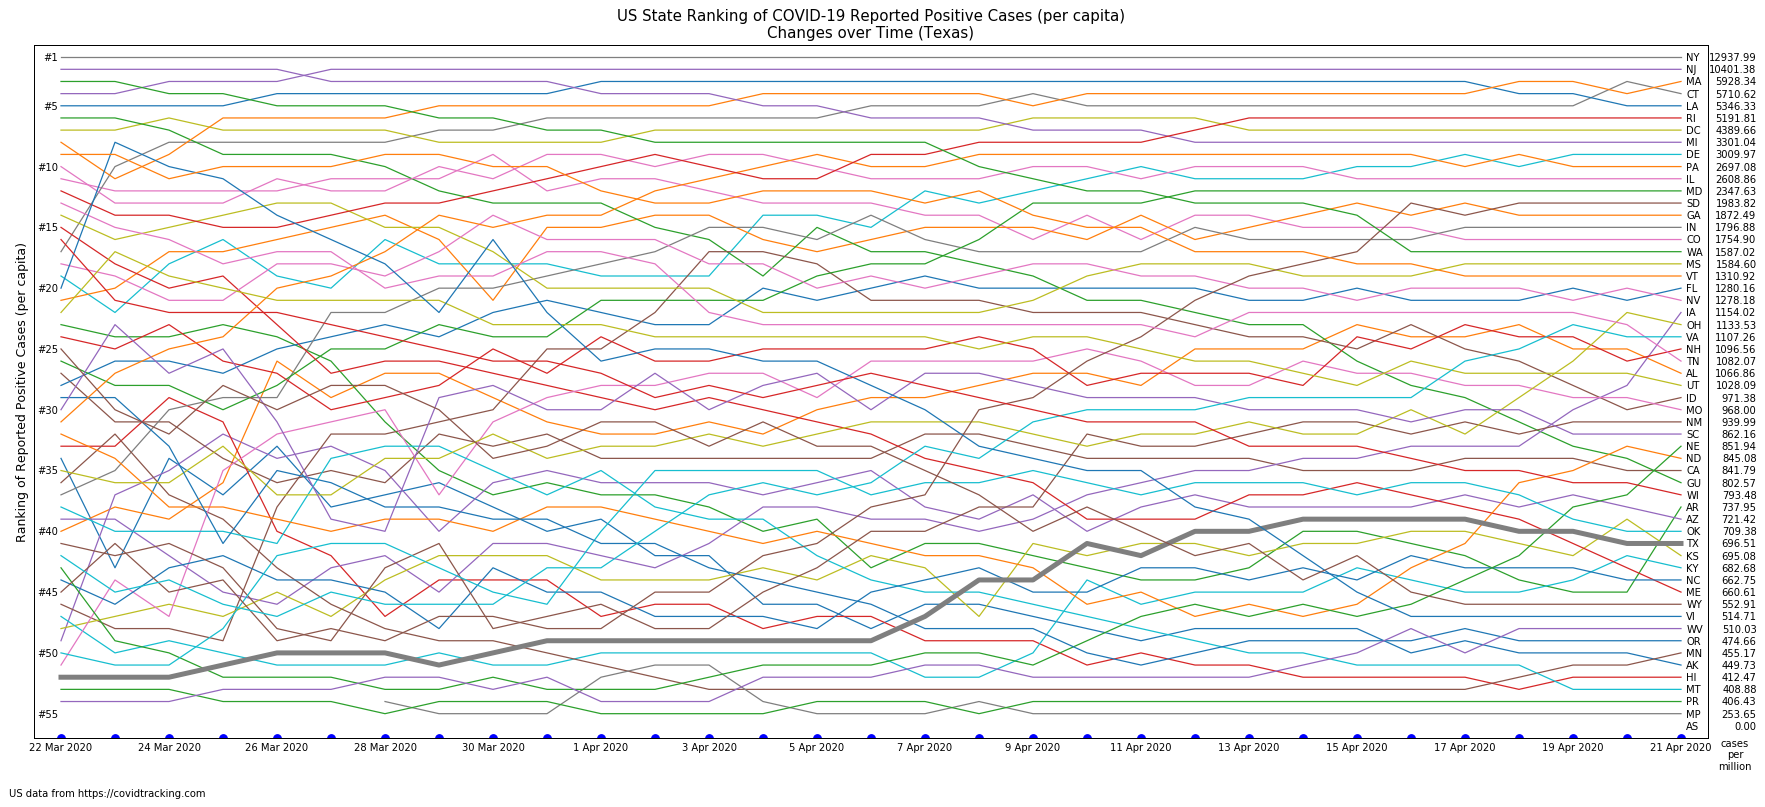 US State Ranking of COVID-19 Reported Positive Cases (per capita)
Changes over Time (Texas)
Ranking of Reported Positive Cases (per capita)
#1
#5
#10
#15
#20
#25
#30
#35
#40
#45
#50
#55
NY 12937.99
NJ 10401.38
MA 5928.34
CT 5710.62
LA 5346.33
RI 5191.81
DC 4389.66
MI 3301.04
DE 3009.97
PA 2697.08
IL 2608.86
MD 2347.63
SD 1983.82
GA 1872.49
IN 1796.88
CO 1754.90
WA 1587.02
MS 1584.60
VT 1310.92
FL 1280.16
NV 1278.18
IA 1154.02
OH 1133.53
VA 1107.26
NH 1096.56
TN 1082.07
AL 1066.86
UT 1028.09
ID 971.38
MO 968.00
NM 939.99
SC 862.16
NE 851.94
ND 845.08
CA 841.79
GU 802.57
WI 793.48
AR 737.95
AZ 721.42
OK 709.38
TX 696.51
KS 695.08
KY 682.68
NC 662.75
ME 660.61
WY 552.91
VI 514.71
WV 510.03
OR 474.66
MN 455.17
AK 449.73
HI 412.47
MT 408.88
PR 406.43
MP 253.65
AS 0.00
22 Mar 2020 24 Mar 2020 26 Mar 2020 28 Mar 2020 30 Mar 2020 1 Apr 2020 3 Apr 2020 5 Apr 2020 7 Apr 2020 9 Apr 2020 11 Apr 2020 13 Apr 2020 15 Apr 2020 17 Apr 2020 19 Apr 2020 21 Apr 2020
cases
per
million
US data from https://covidtracking.com